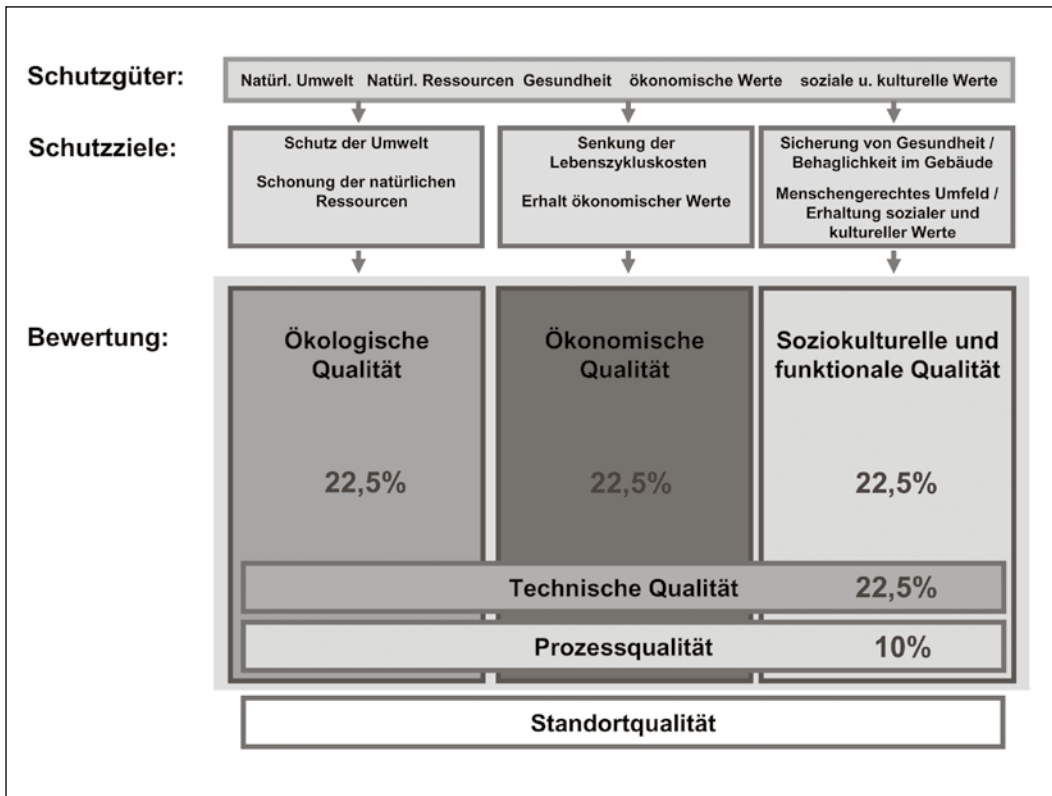 Schutzgüter:
Natürl. Umwelt Natürl. Ressourcen Gesundheit ökonomische Werte soziale u. kulturelle Werte
Schutzziele:
Schutz der Umwelt
Schonung der natürlichen
Ressourcen
Senkung der
Lebenszykluskosten
Erhalt ökonomischer Werte
Sicherung von Gesundheit /
Behaglichkeit im Gebäude
Menschengerechtes Umfeld /
Erhaltung sozialer und
kultureller Werte
Bewertung:
Ökologische
Qualität
22,5%
Ökonomische
Qualität
22,5%
Soziokulturelle und
funktionale Qualität
22,5%
Technische Qualität 22,5%
Prozessqualität 10%
Standortqualität